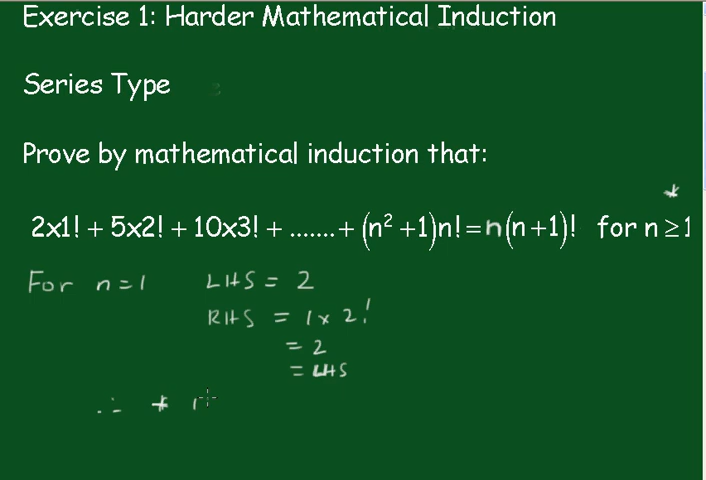 Exercise 1: Harder Mathematical Induction
Series Type
Prove by mathematical induction that:
*
2x1! + 5x2! + 10x3! + ....... + (n² +1)n! = n(n+1)! for n ≥ 1
For n = 1 LHS = 2
RHS = 1 x 2!
= 2
= LHS
∴ *